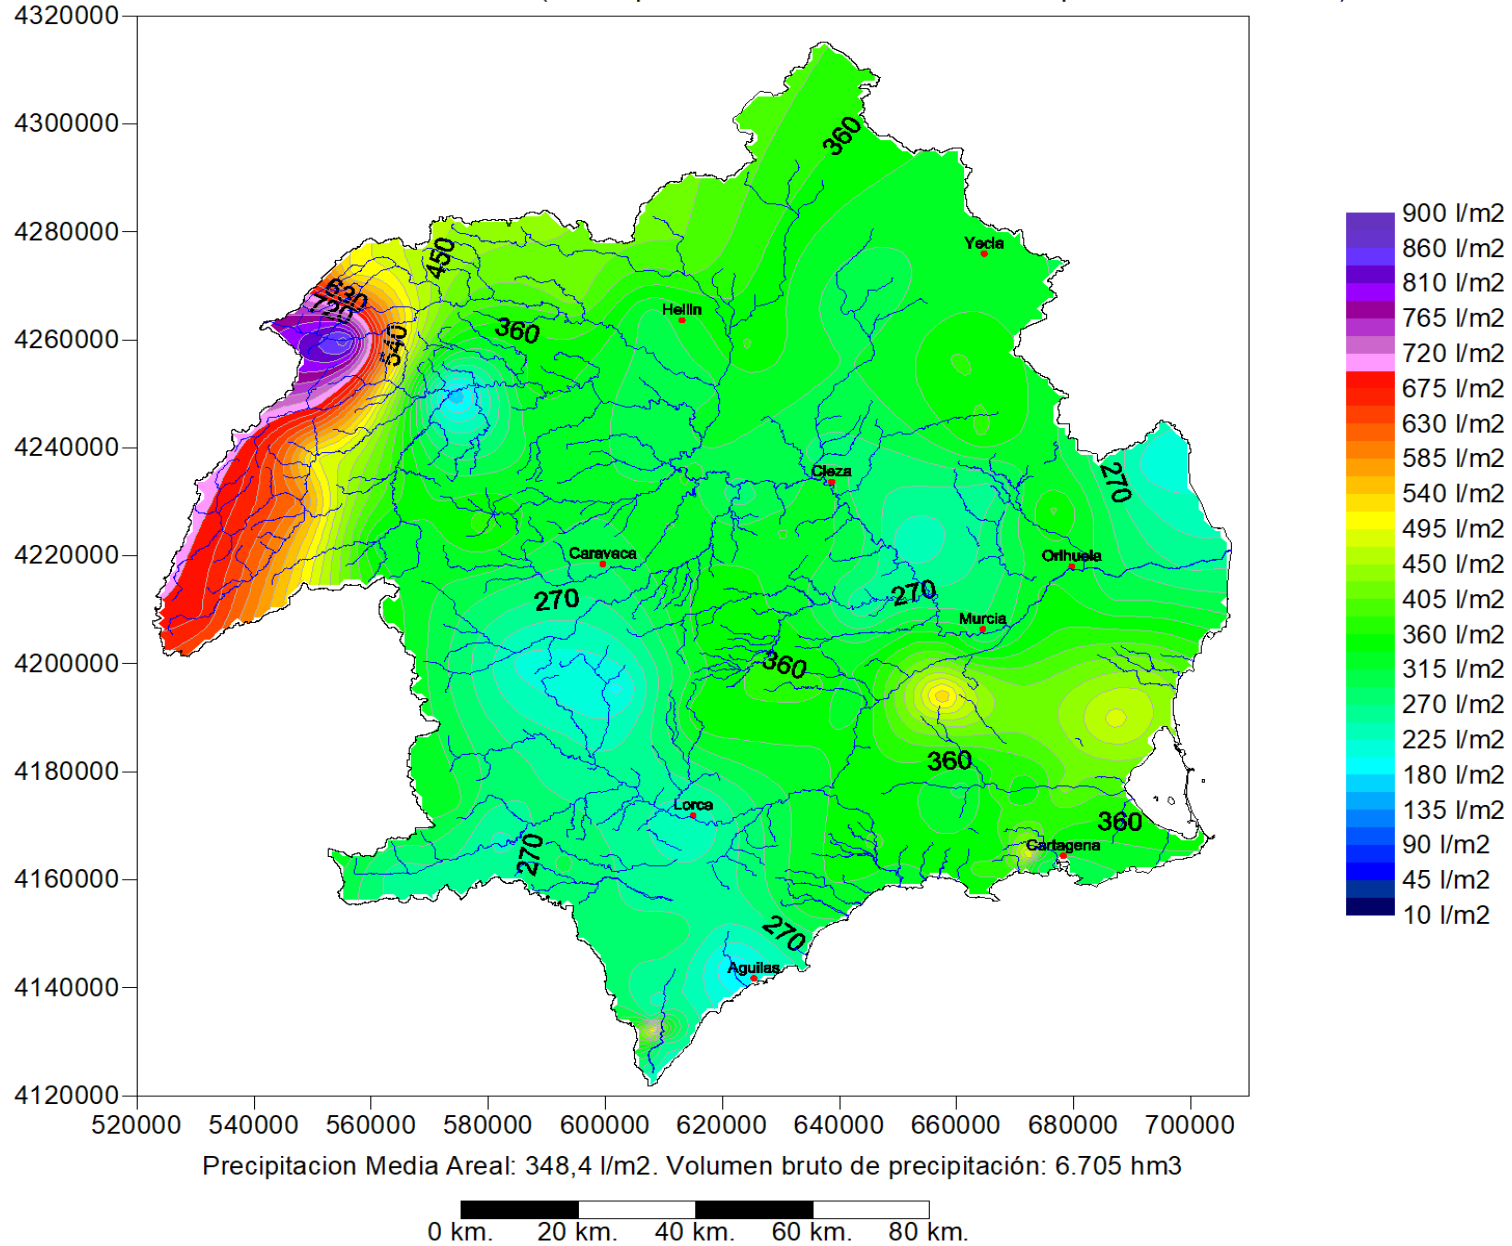 4320000
4300000
4280000
4260000
4240000
4220000
4200000
4180000
4160000
4140000
4120000
520000 540000 560000 580000 600000 620000 640000 660000 680000 700000
360
Yecla
450
630
720
Hellin
360
540
Cieza
270
Caravaca
Orihuela
270
270
Murcia
360
360
Lorca
360
270
Cartagena
270
Aguilas
900 l/m2
860 l/m2
810 l/m2
765 l/m2
720 l/m2
675 l/m2
630 l/m2
585 l/m2
540 l/m2
495 l/m2
450 l/m2
405 l/m2
360 l/m2
315 l/m2
270 l/m2
225 l/m2
180 l/m2
135 l/m2
90 l/m2
45 l/m2
10 l/m2
Precipitacion Media Areal: 348,4 l/m2. Volumen bruto de precipitación: 6.705 hm3
0 km. 20 km. 40 km. 60 km. 80 km.